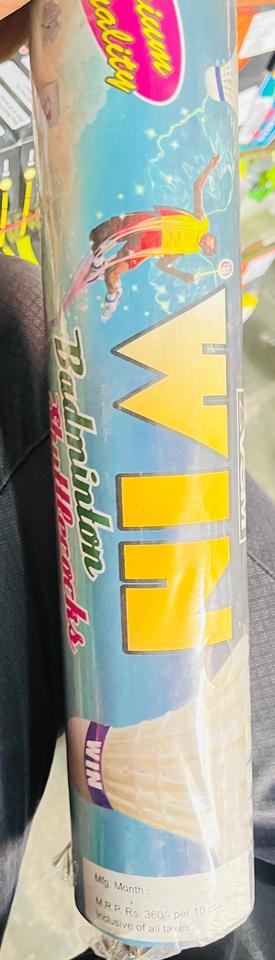 Quality
WIN
®
Badminton
Shuttlecocks
WIN
Mfg. Month :
M.R.P. Rs. 360/- per 10
Inclusive of all taxes